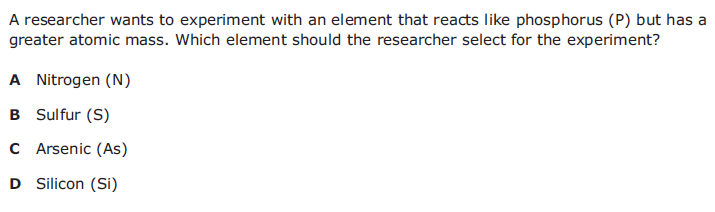 A researcher wants to experiment with an element that reacts like phosphorus (P) but has a
greater atomic mass. Which element should the researcher select for the experiment?
A Nitrogen (N)
B Sulfur (S)
C Arsenic (As)
D Silicon (Si)